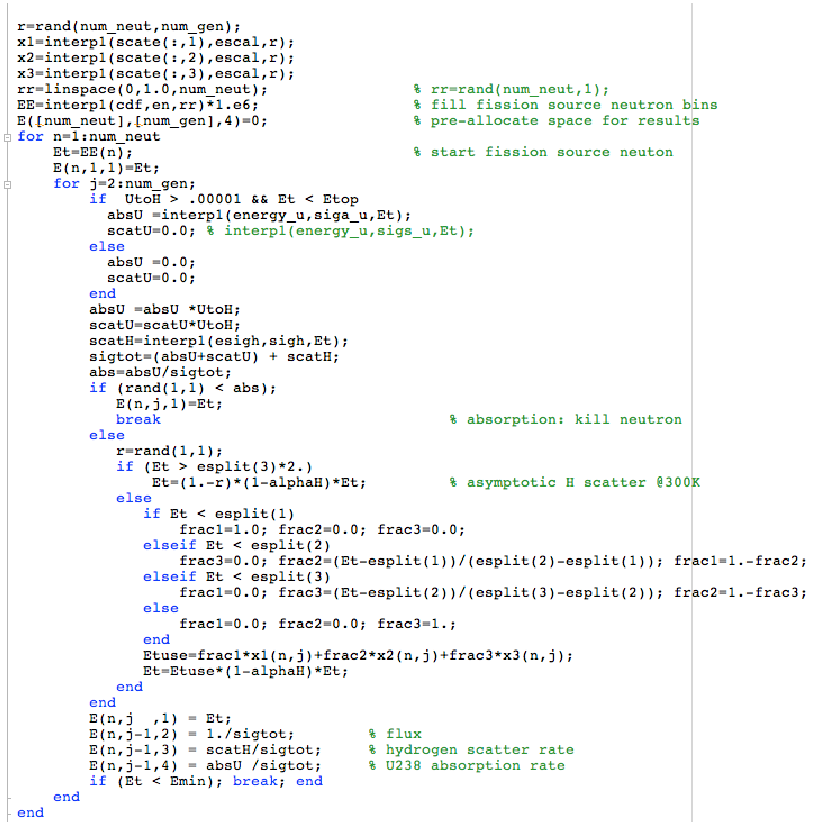 r=rand(num_neut,num_gen);
x1=interp1(scate(:,1),escal,r);
x2=interp1(scate(:,2),escal,r);
x3=interp1(scate(:,3),escal,r);
rr=linspace(0,1.0,num_neut); % rr=rand(num_neut,1);
EE=interp1(cdf,en,rr)*1.e6; % fill fission source neutron bins
E([num_neut],[num_gen],4)=0; % pre-allocate space for results
for n=1:num_neut
Et=EE(n); % start fission source neuton
E(n,1,1)=Et;
for j=2:num_gen;
if UtoH > .00001 && Et < Etop
absU =interp1(energy_u,siga_u,Et);
scatU=0.0; % interp1(energy_u,sigs_u,Et);
else
absU =0.0;
scatU=0.0;
end
absU =absU *UtoH;
scatU=scatU*UtoH;
scatH=interp1(esigh,sigh,Et);
sigtot=(absU+scatU) + scatH;
abs=absU/sigtot;
if (rand(1,1) < abs);
E(n,j,1)=Et;
break % absorption: kill neutron
else
r=rand(1,1);
if (Et > esplit(3)*2.)
Et=(1.-r)*(1-alphaH)*Et; % asymptotic H scatter @300K
else
if Et < esplit(1)
frac1=1.0; frac2=0.0; frac3=0.0;
elseif Et < esplit(2)
frac3=0.0; frac2=(Et-esplit(1))/(esplit(2)-esplit(1)); frac1=1.-frac2;
elseif Et < esplit(3)
frac1=0.0; frac3=(Et-esplit(2))/(esplit(3)-esplit(2)); frac2=1.-frac3;
else
frac1=0.0; frac2=0.0; frac3=1.;
end
Etuse=frac1*x1(n,j)+frac2*x2(n,j)+frac3*x3(n,j);
Et=Etuse*(1-alphaH)*Et;
end
end
E(n,j ,1) = Et;
E(n,j-1,2) = 1./sigtot; % flux
E(n,j-1,3) = scatH/sigtot; % hydrogen scatter rate
E(n,j-1,4) = absU /sigtot; % U238 absorption rate
if (Et < Emin); break; end
end
end